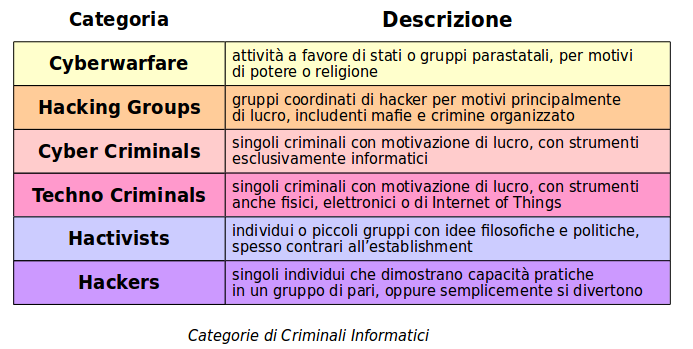 Categoria Descrizione
Cyberwarfare
attività a favore di stati o gruppi parastatali, per motivi
di potere o religione
Hacking Groups
gruppi coordinati di hacker per motivi principalmente
di lucro, includenti mafie e crimine organizzato
Cyber Criminals
singoli criminali con motivazione di lucro, con strumenti
esclusivamente informatici
Techno Criminals
singoli criminali con motivazione di lucro, con strumenti
anche fisici, elettronici o di Internet of Things
Hactivists
individui o piccoli gruppi con idee filosofiche e politiche,
spesso contrari all’establishment
Hackers
singoli individui che dimostrano capacità pratiche
in un gruppo di pari, oppure semplicemente si divertono
Categorie di Criminali Informatici